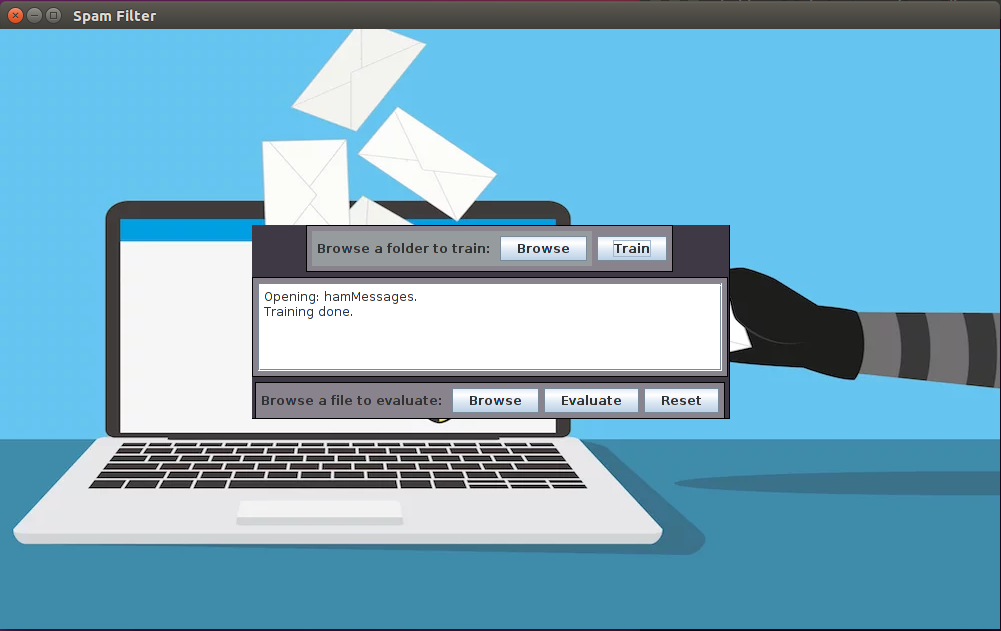 Spam Filter
Browse a folder to train: Browse Train
Opening: hamMessages.
Training done.
Browse a file to evaluate: Browse Evaluate Reset